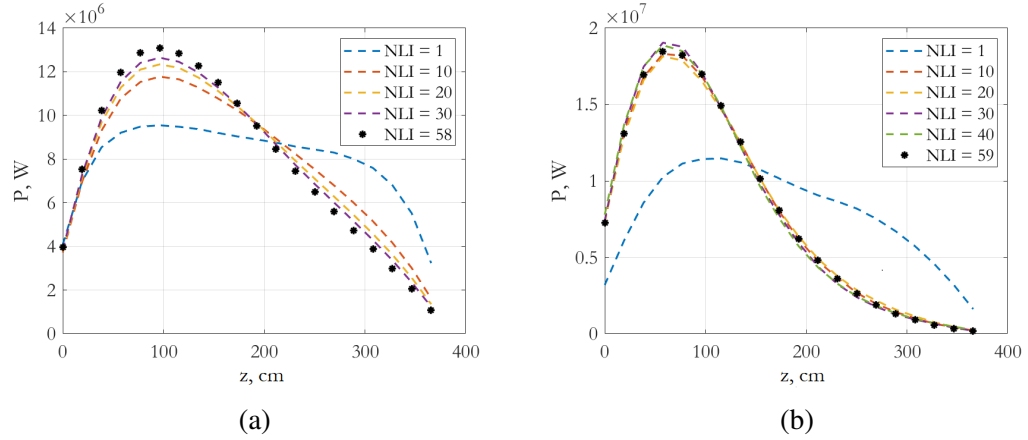 ×10⁶
14
12
10
8
6
4
2
0
P, W
0 100 200 300 400
z, cm
NLI = 1
NLI = 10
NLI = 20
NLI = 30
NLI = 58
(a)
×10⁷
2
1.5
1
0.5
0
P, W
0 100 200 300 400
z, cm
NLI = 1
NLI = 10
NLI = 20
NLI = 30
NLI = 40
NLI = 59
(b)